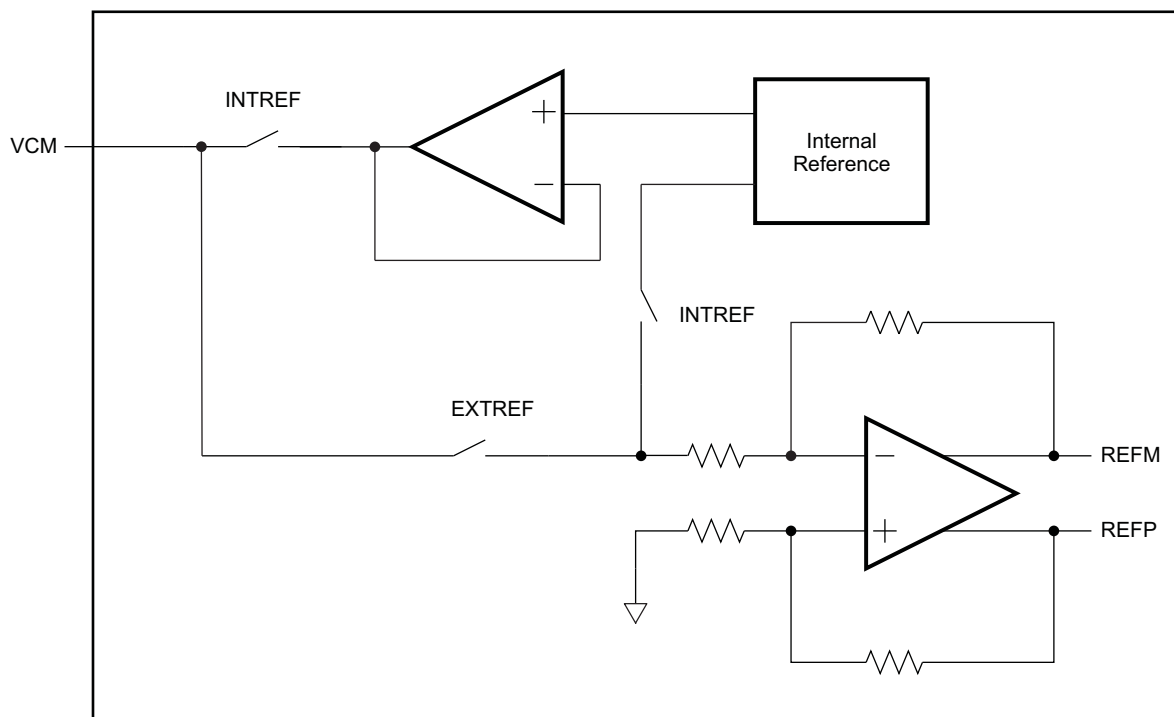 INTREF
VCM
+
−
Internal
Reference
INTREF
EXTREF
−
REFM
+
REFP